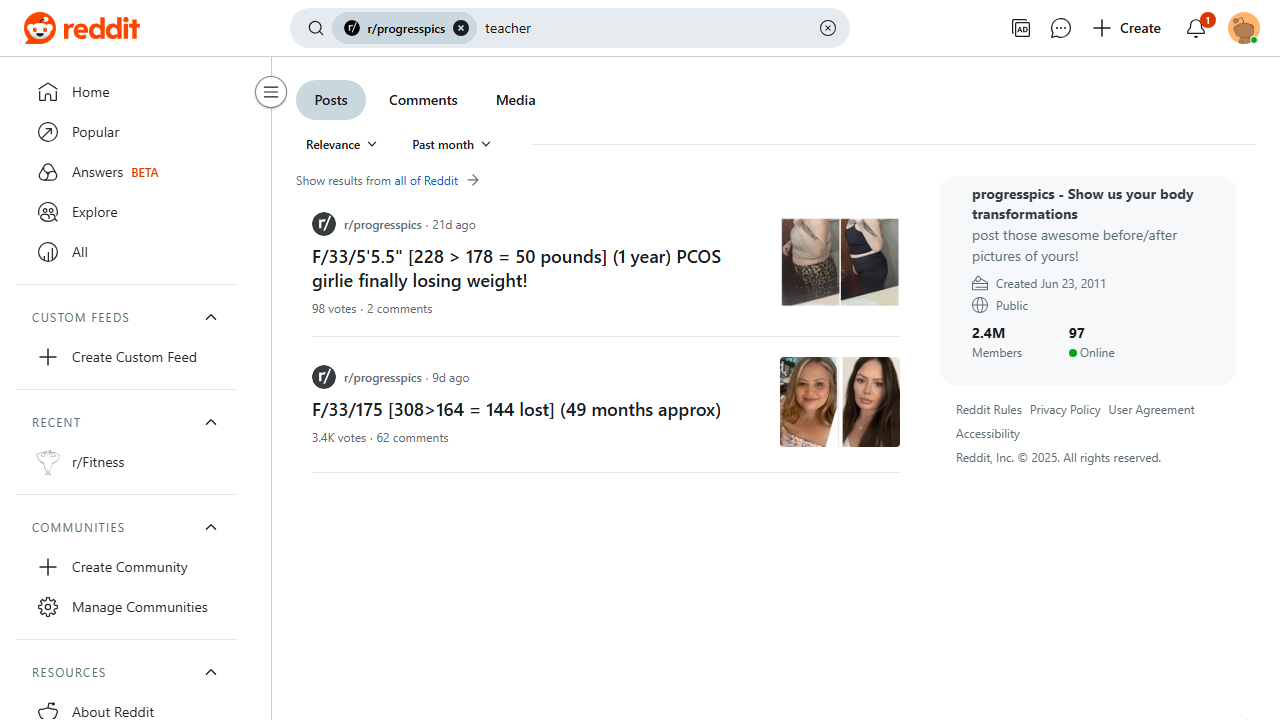 reddit
r/progresspics
teacher
AD
Create
1
Home
Popular
Answers BETA
Explore
All
CUSTOM FEEDS
Create Custom Feed
RECENT
r/Fitness
COMMUNITIES
Create Community
Manage Communities
RESOURCES
About Reddit
Posts
Comments
Media
Relevance
Past month
Show results from all of Reddit
r/progresspics · 21d ago
F/33/5'5.5" [228 > 178 = 50 pounds] (1 year) PCOS
girlie finally losing weight!
98 votes · 2 comments
r/progresspics · 9d ago
F/33/175 [308>164 = 144 lost] (49 months approx)
3.4K votes · 62 comments
progresspics - Show us your body
transformations
post those awesome before/after
pictures of yours!
Created Jun 23, 2011
Public
2.4M
97
Members
Online
Reddit Rules Privacy Policy User Agreement
Accessibility
Reddit, Inc. © 2025. All rights reserved.